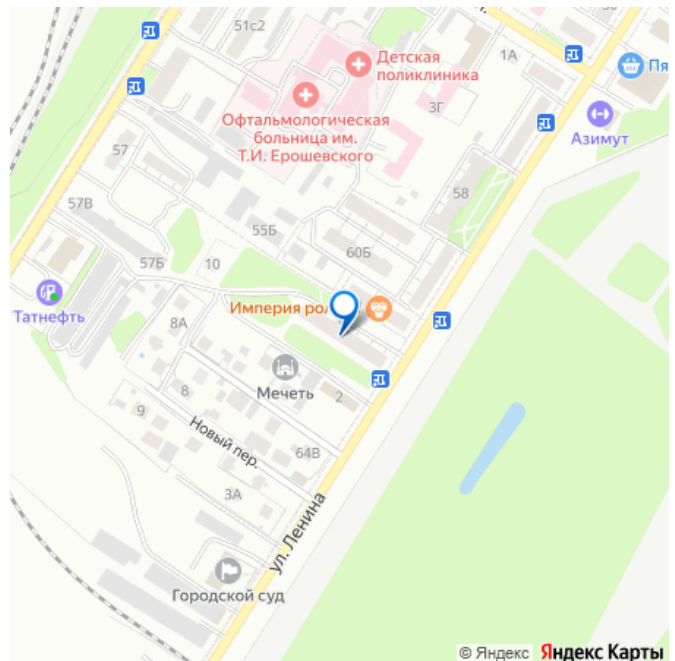 51с2
Детская
поликлиника
1А
Пя
Офтальмологическая
больница им.
Т.И. Ерошевского
3Г
Азимут
57
58
57В
55Б
60Б
57Б
10
Татнефть
Империя рол
8А
Мечеть
8
2
9
Новый пер.
64В
3А
ул. Ленина
Городской суд
© Яндекс Яндекс Карты